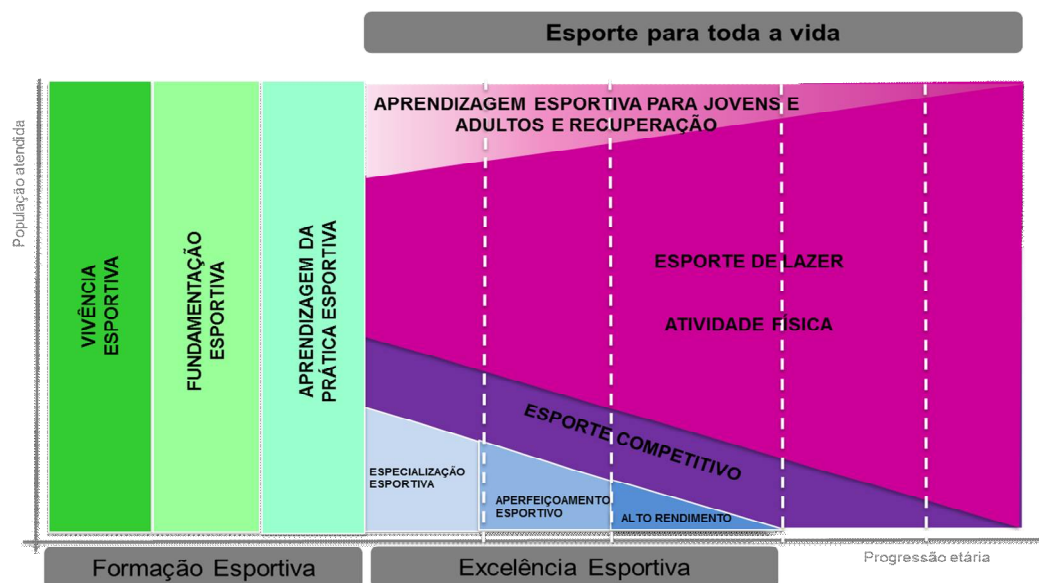 Esporte para toda a vida
População atendida
VIVÊNCIA
ESPORTIVA
FUNDAMENTAÇÃO
ESPORTIVA
APRENDIZAGEM DA
PRÁTICA ESPORTIVA
APRENDIZAGEM ESPORTIVA PARA JOVENS E
ADULTOS E RECUPERAÇÃO
ESPORTE DE LAZER
ATIVIDADE FÍSICA
ESPORTE COMPETITIVO
ESPECIALIZAÇÃO
ESPORTIVA
APERFEIÇOAMENTO
ESPORTIVO
ALTO RENDIMENTO
Formação Esportiva
Excelência Esportiva
Progressão etária